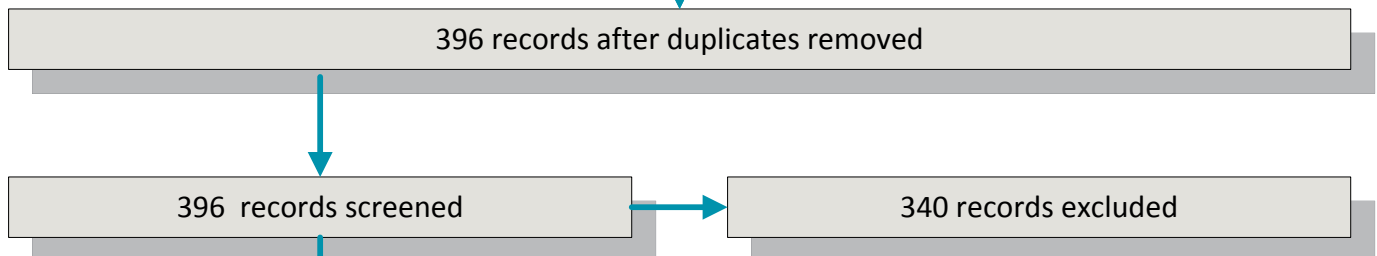 396 records after duplicates removed
396 records screened
340 records excluded